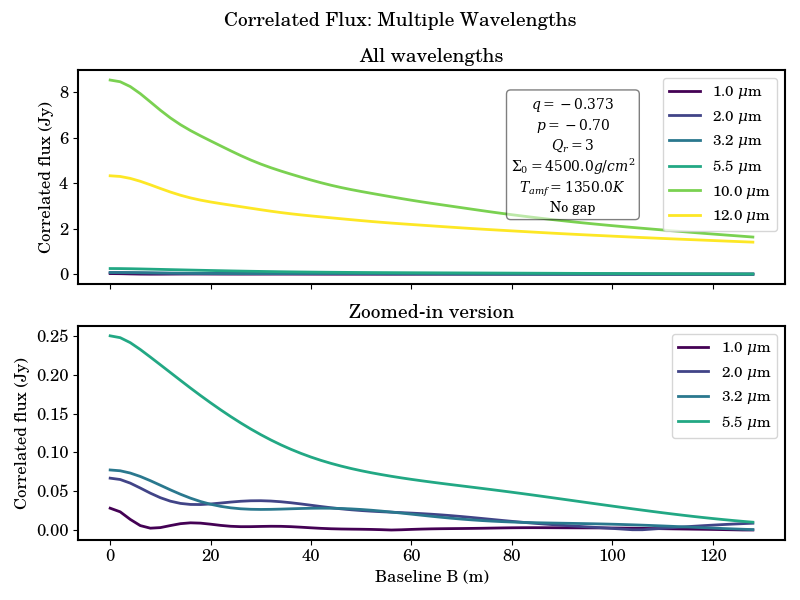 Correlated Flux: Multiple Wavelengths
All wavelengths
Correlated flux (Jy)
8
6
4
2
0
q = −0.373
p = −0.70
Q_r = 3
Σ_0 = 4500.0g/cm^2
T_{amf} = 1350.0K
No gap
1.0 μm
2.0 μm
3.2 μm
5.5 μm
10.0 μm
12.0 μm
Zoomed-in version
Correlated flux (Jy)
0.25
0.20
0.15
0.10
0.05
0.00
1.0 μm
2.0 μm
3.2 μm
5.5 μm
0 20 40 60 80 100 120
Baseline B (m)